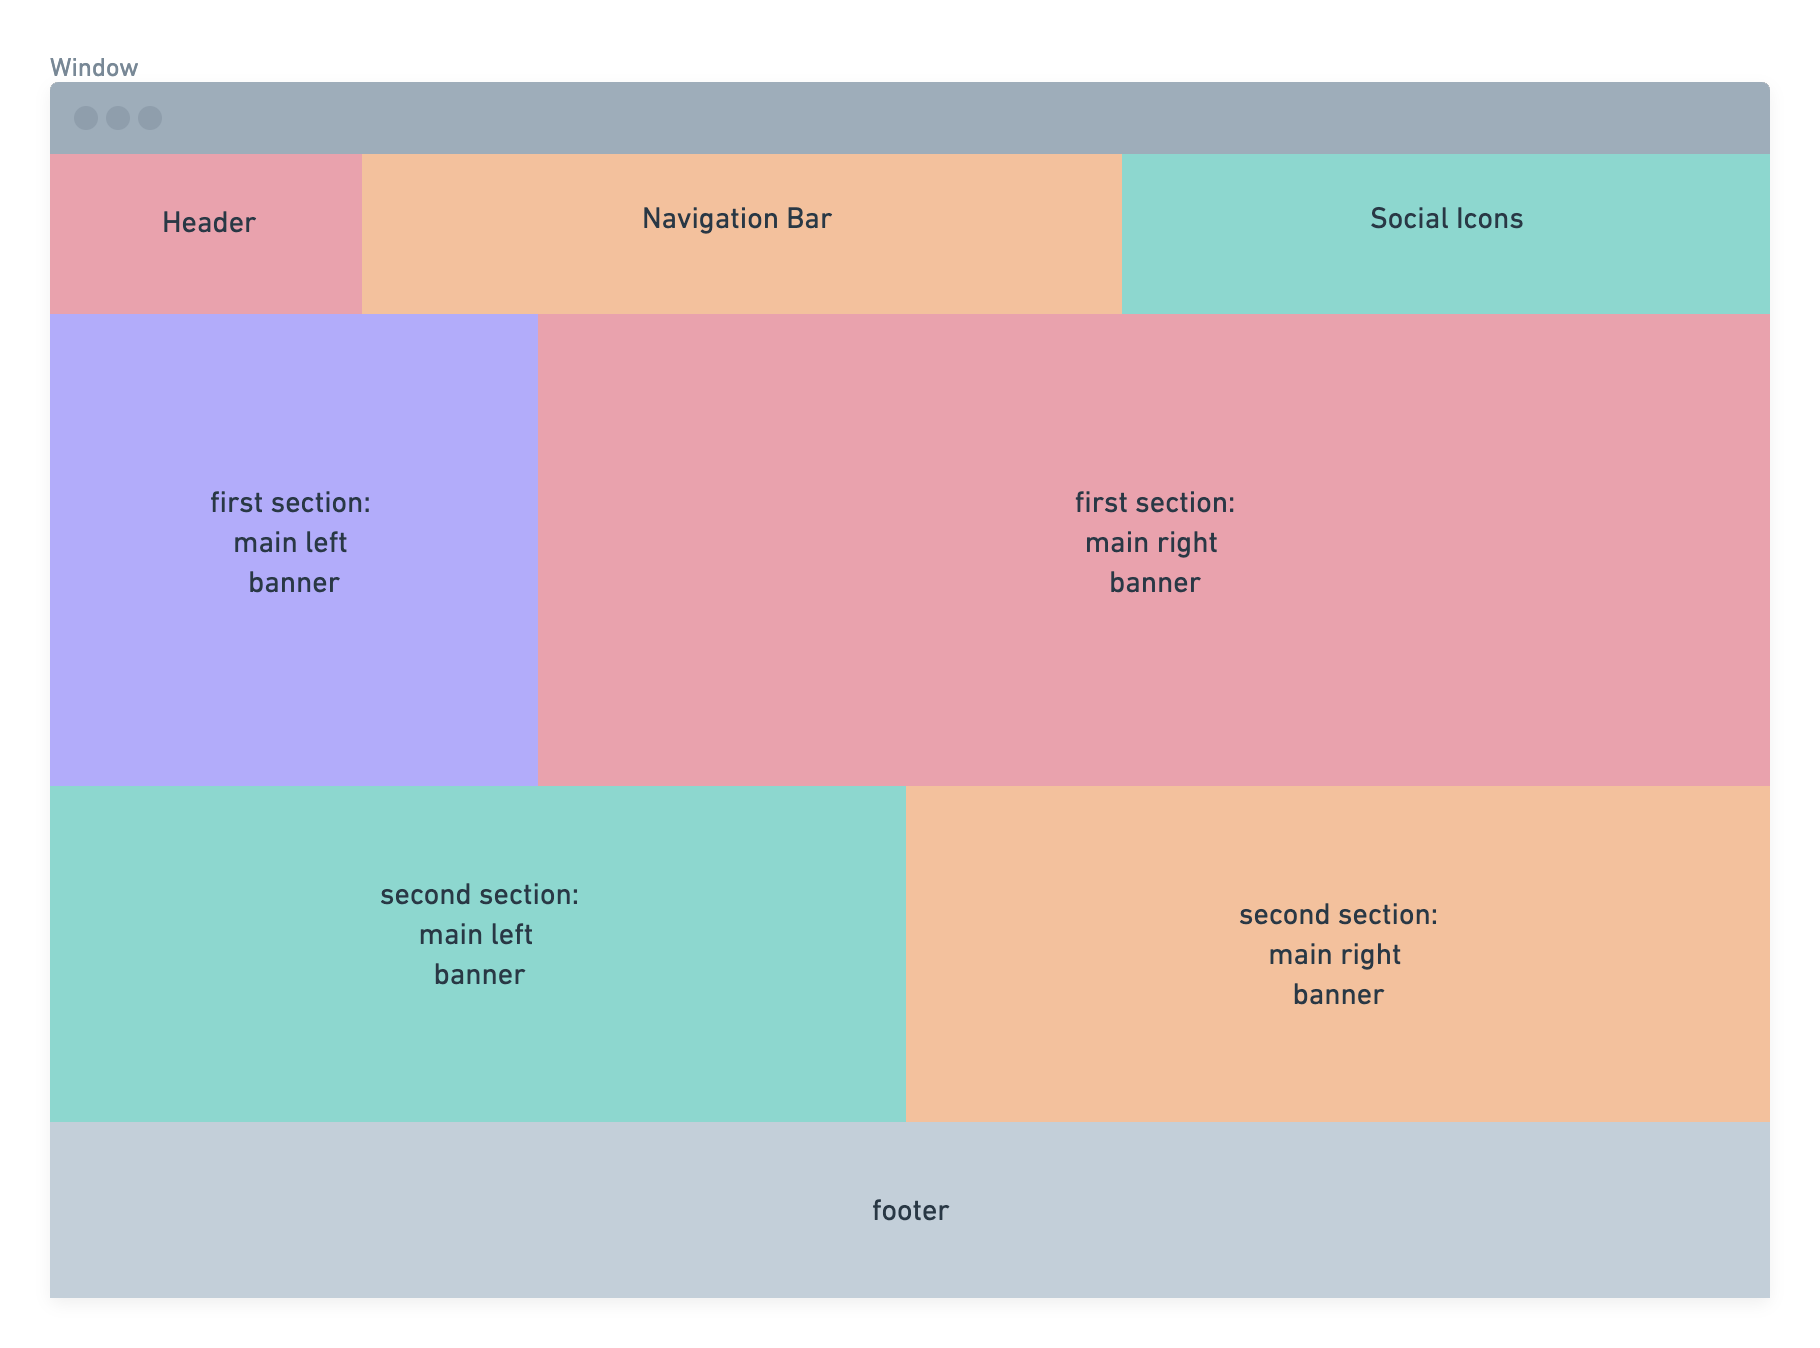 Window
Header
Navigation Bar
Social Icons
first section:
main left
banner
first section:
main right
banner
second section:
main left
banner
second section:
main right
banner
footer